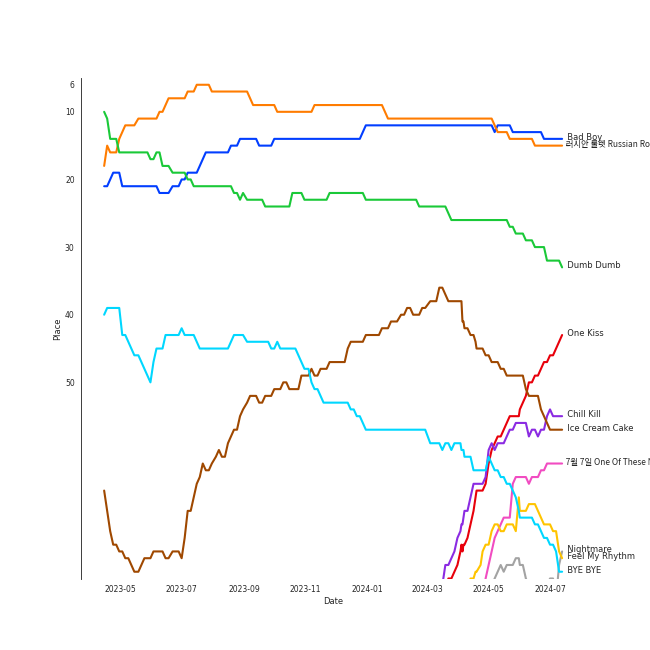 6
10
20
30
40
50
Place
2023-05
2023-07
2023-09
2023-11
2024-01
2024-03
2024-05
2024-07
Date
Bad Boy
러시안 룰렛 Russian Ro
Dumb Dumb
One Kiss
Chill Kill
Ice Cream Cake
7월 7일 One Of These N
Nightmare
Feel My Rhythm
BYE BYE